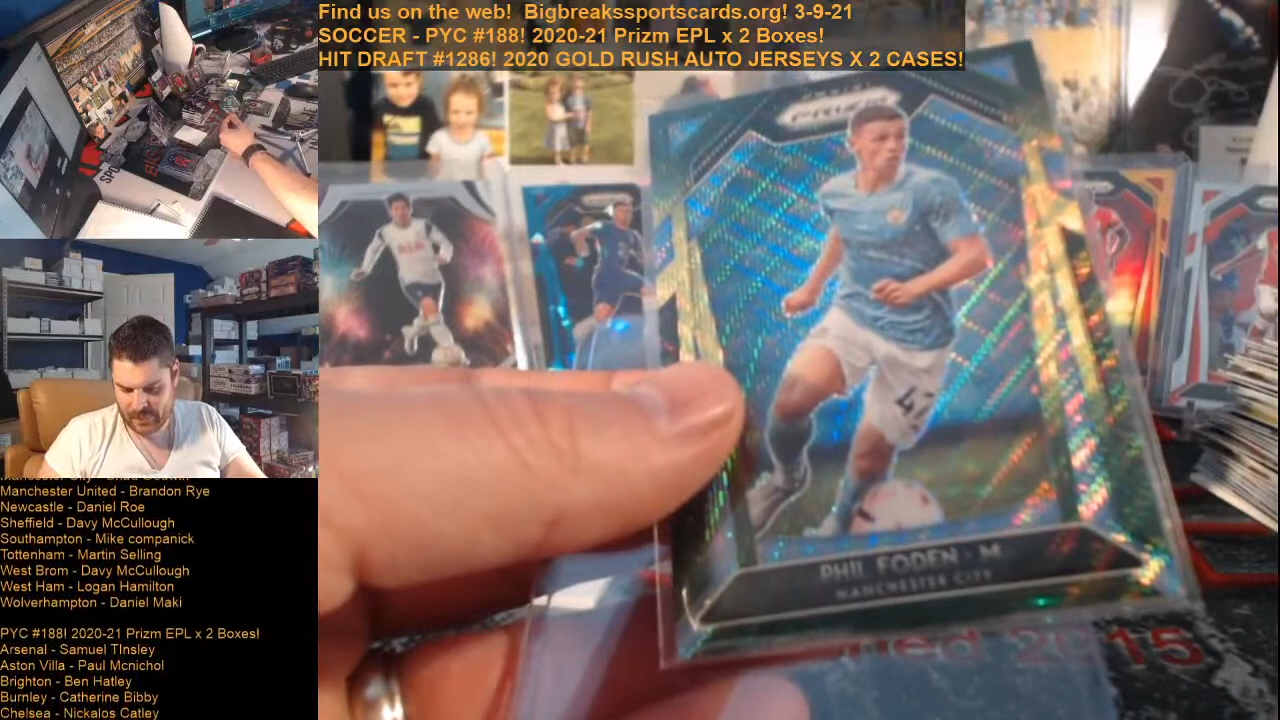 Find us on the web! Bigbreakssportscards.org! 3-9-21
SOCCER - PYC #188! 2020-21 Prizm EPL x 2 Boxes!
HIT DRAFT #1286! 2020 GOLD RUSH AUTO JERSEYS X 2 CASES!
PRIZM
47
PHIL FODEN - M
MANCHESTER CITY
2015
Manchester United - Brandon Rye
Newcastle - Daniel Roe
Sheffield - Davy McCullough
Southampton - Mike companick
Tottenham - Martin Selling
West Brom - Davy McCullough
West Ham - Logan Hamilton
Wolverhampton - Daniel Maki
PYC #188! 2020-21 Prizm EPL x 2 Boxes!
Arsenal - Samuel TInsley
Aston Villa - Paul Mcnichol
Brighton - Ben Hatley
Burnley - Catherine Bibby
Chelsea - Nickalos Catley